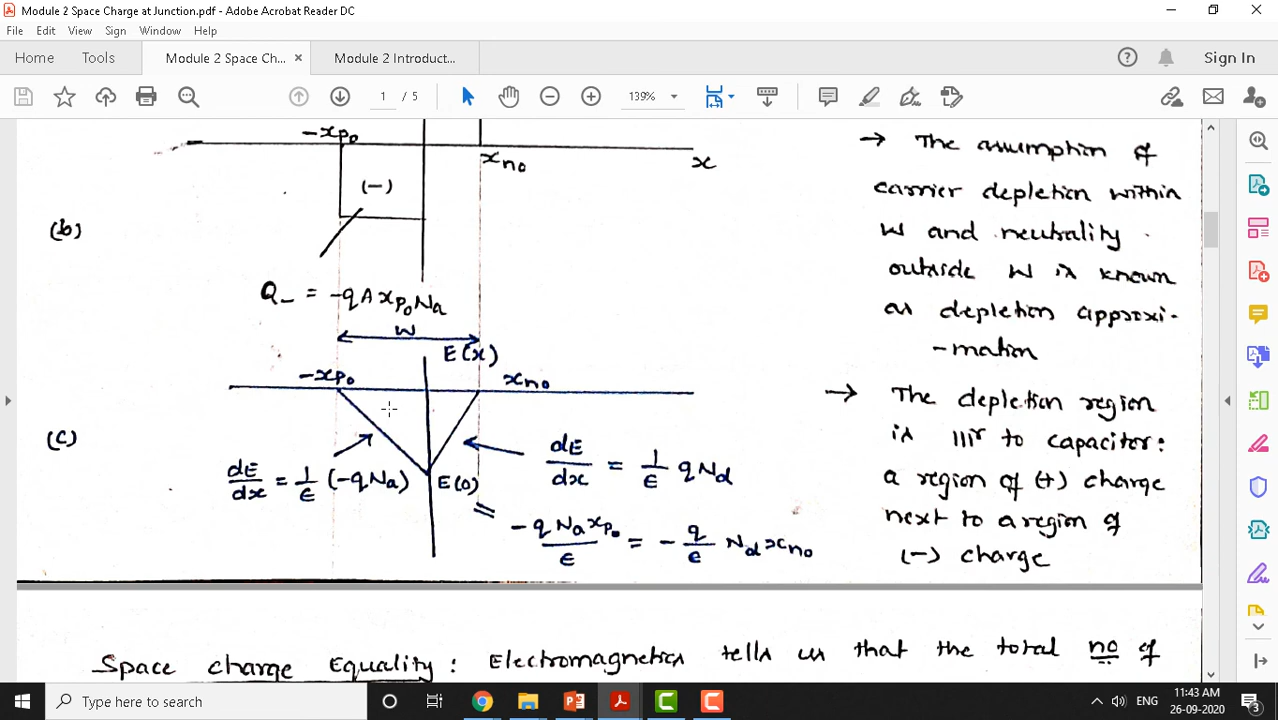 Module 2 Space Charge at Junction.pdf - Adobe Acrobat Reader DC
File Edit View Sign Window Help
Home Tools Module 2 Space Ch... × Module 2 Introduct... Sign In
1 / 5 139%
-xp₀
xn₀
x
(-)
(b)
Q₋ = -qAxp₀Na
W
E(x)
-xp₀ xn₀
(c)
dE/dx = 1/ϵ (-qNa)
E(0)
dE/dx = 1/ϵ qNd
= -qNaxp₀/ϵ = -q/ϵ Ndxn₀
→ The assumption of
carrier depletion within
W and neutrality
outside W is known
as depletion approxi-
-mation
→ The depletion region
is |||r to capacitor:
a region of (+) charge
next to a region of
(-) charge
Space charge Equality: Electromagnetics tells us that the total no of
Type here to search
ENG
11:43 AM
26-09-2020
3